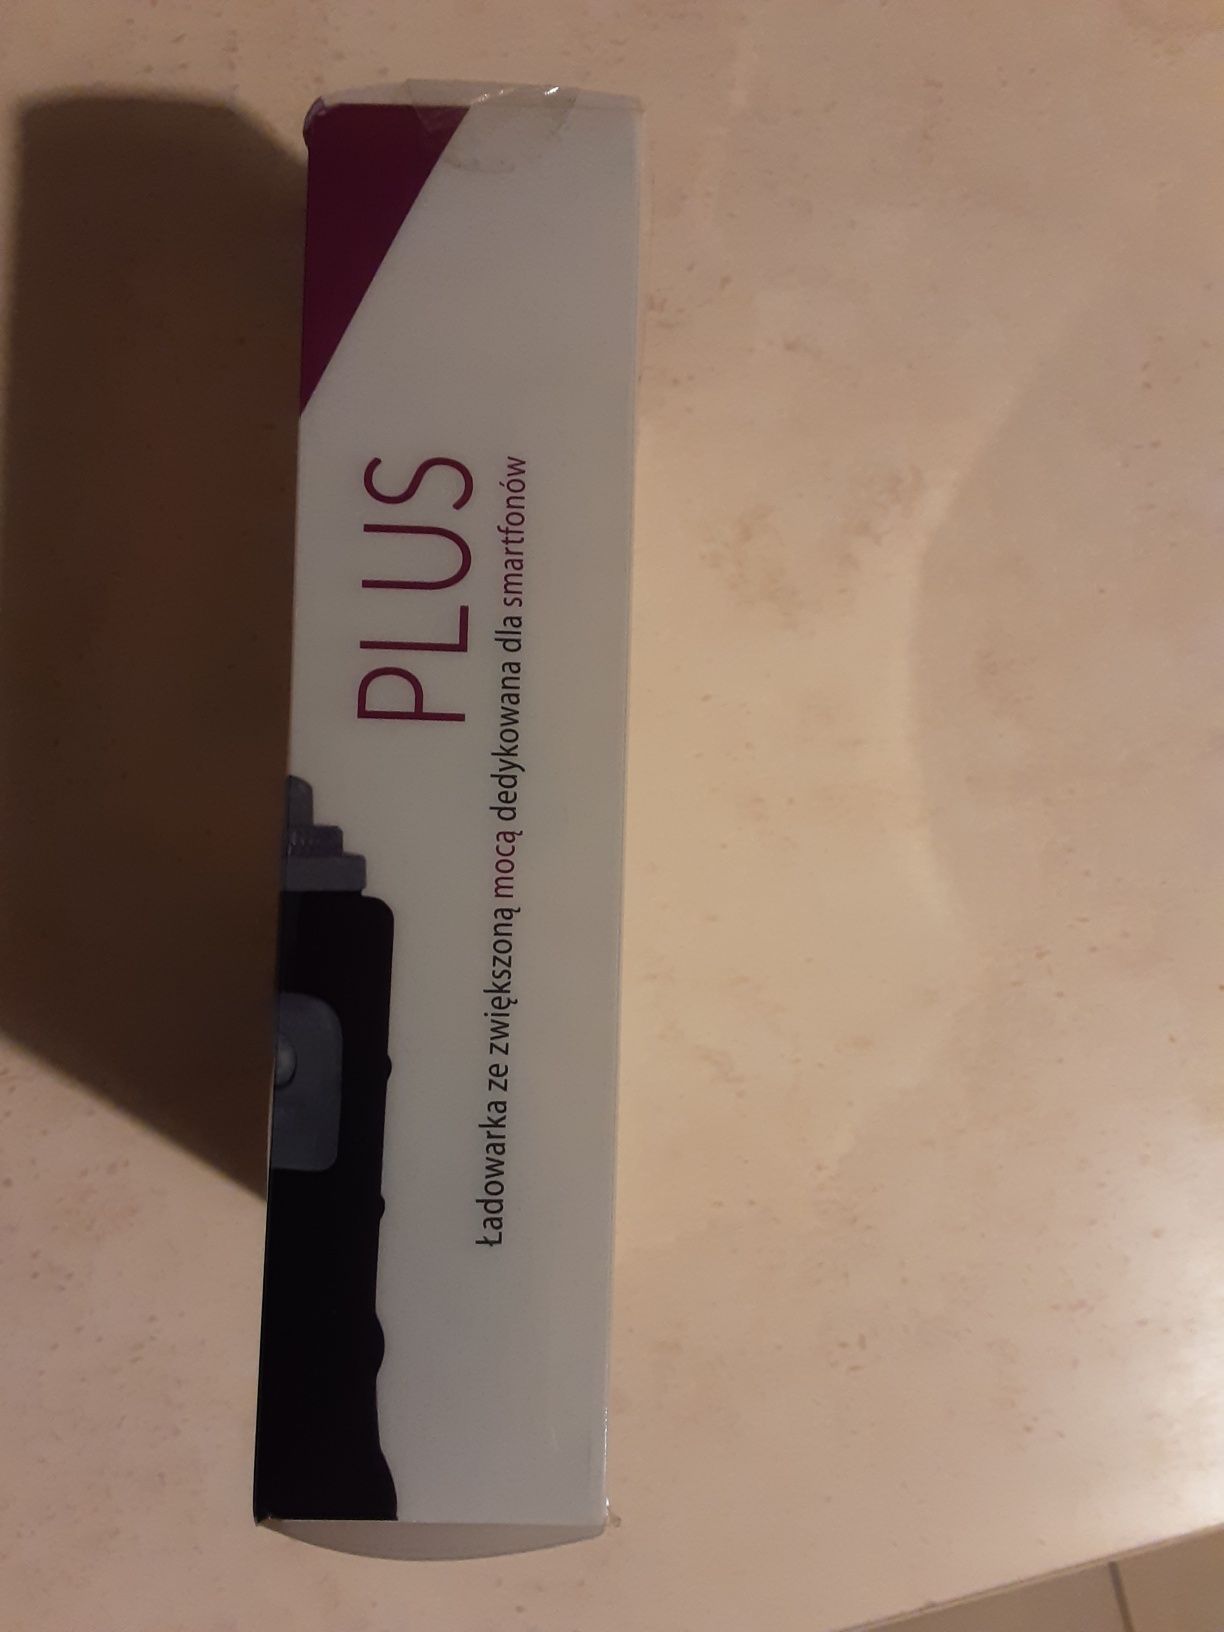 PLUS
Ładowarka ze zwiększoną mocą dedykowana dla smartfonów